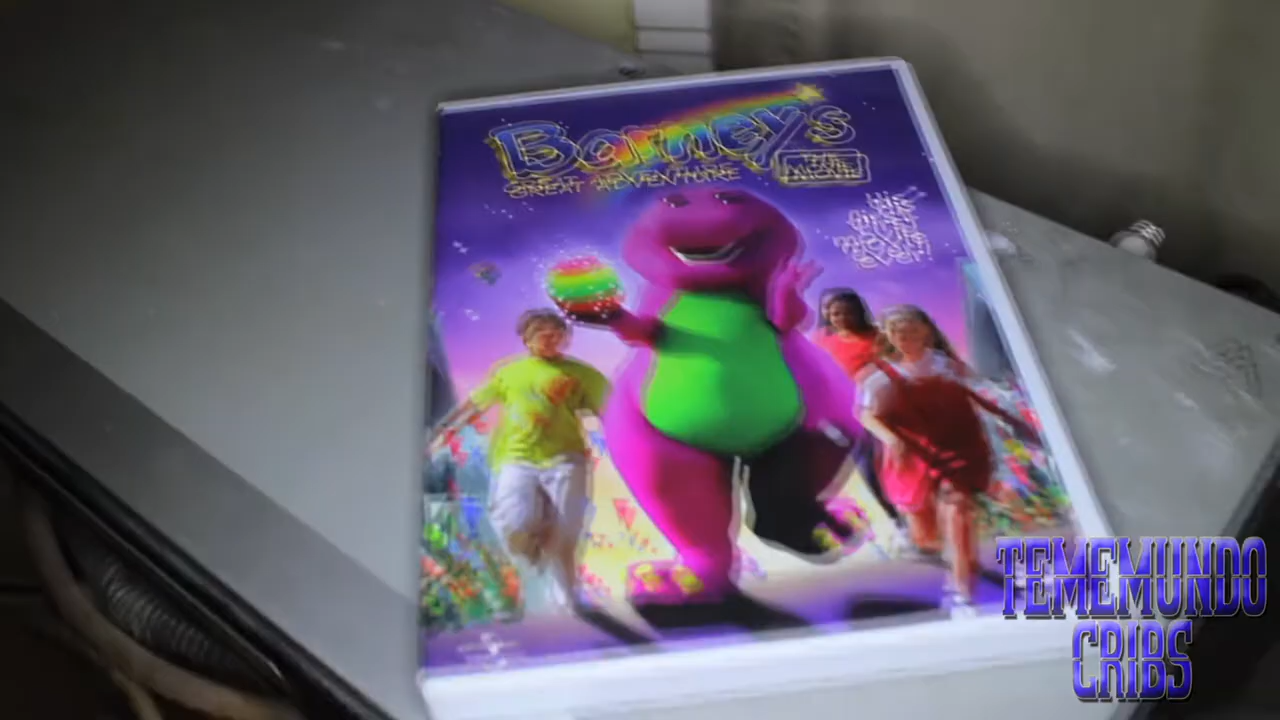 Barney's
GREAT ADVENTURE
THE
MOVIE
TEMEMUNDO
CRIBS